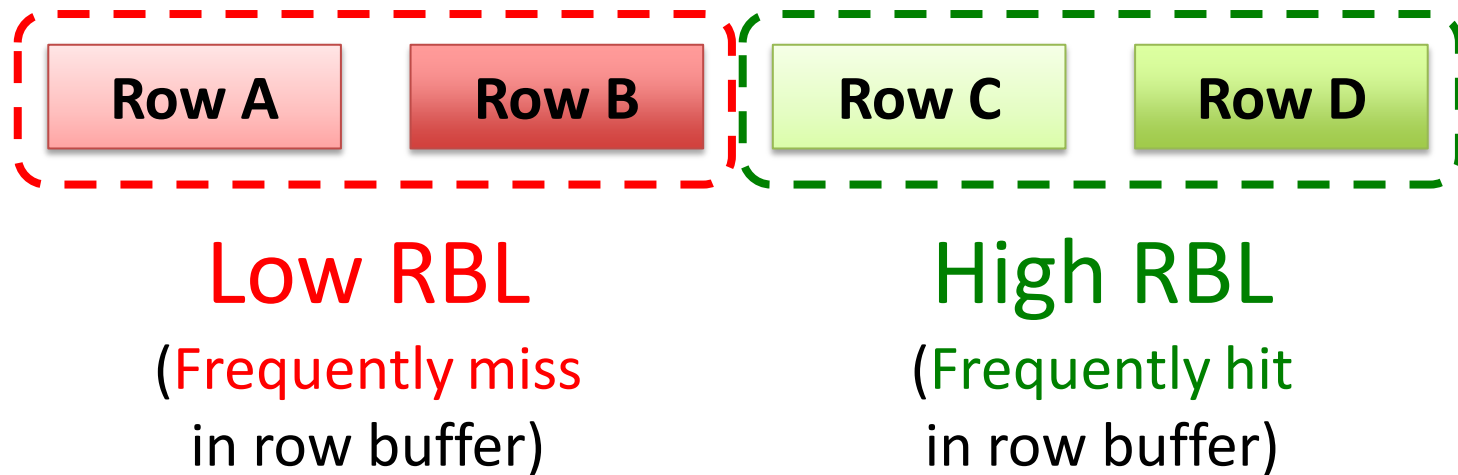 Row A
Row B
Row C
Row D
Low RBL
(Frequently miss
in row buffer)
High RBL
(Frequently hit
in row buffer)